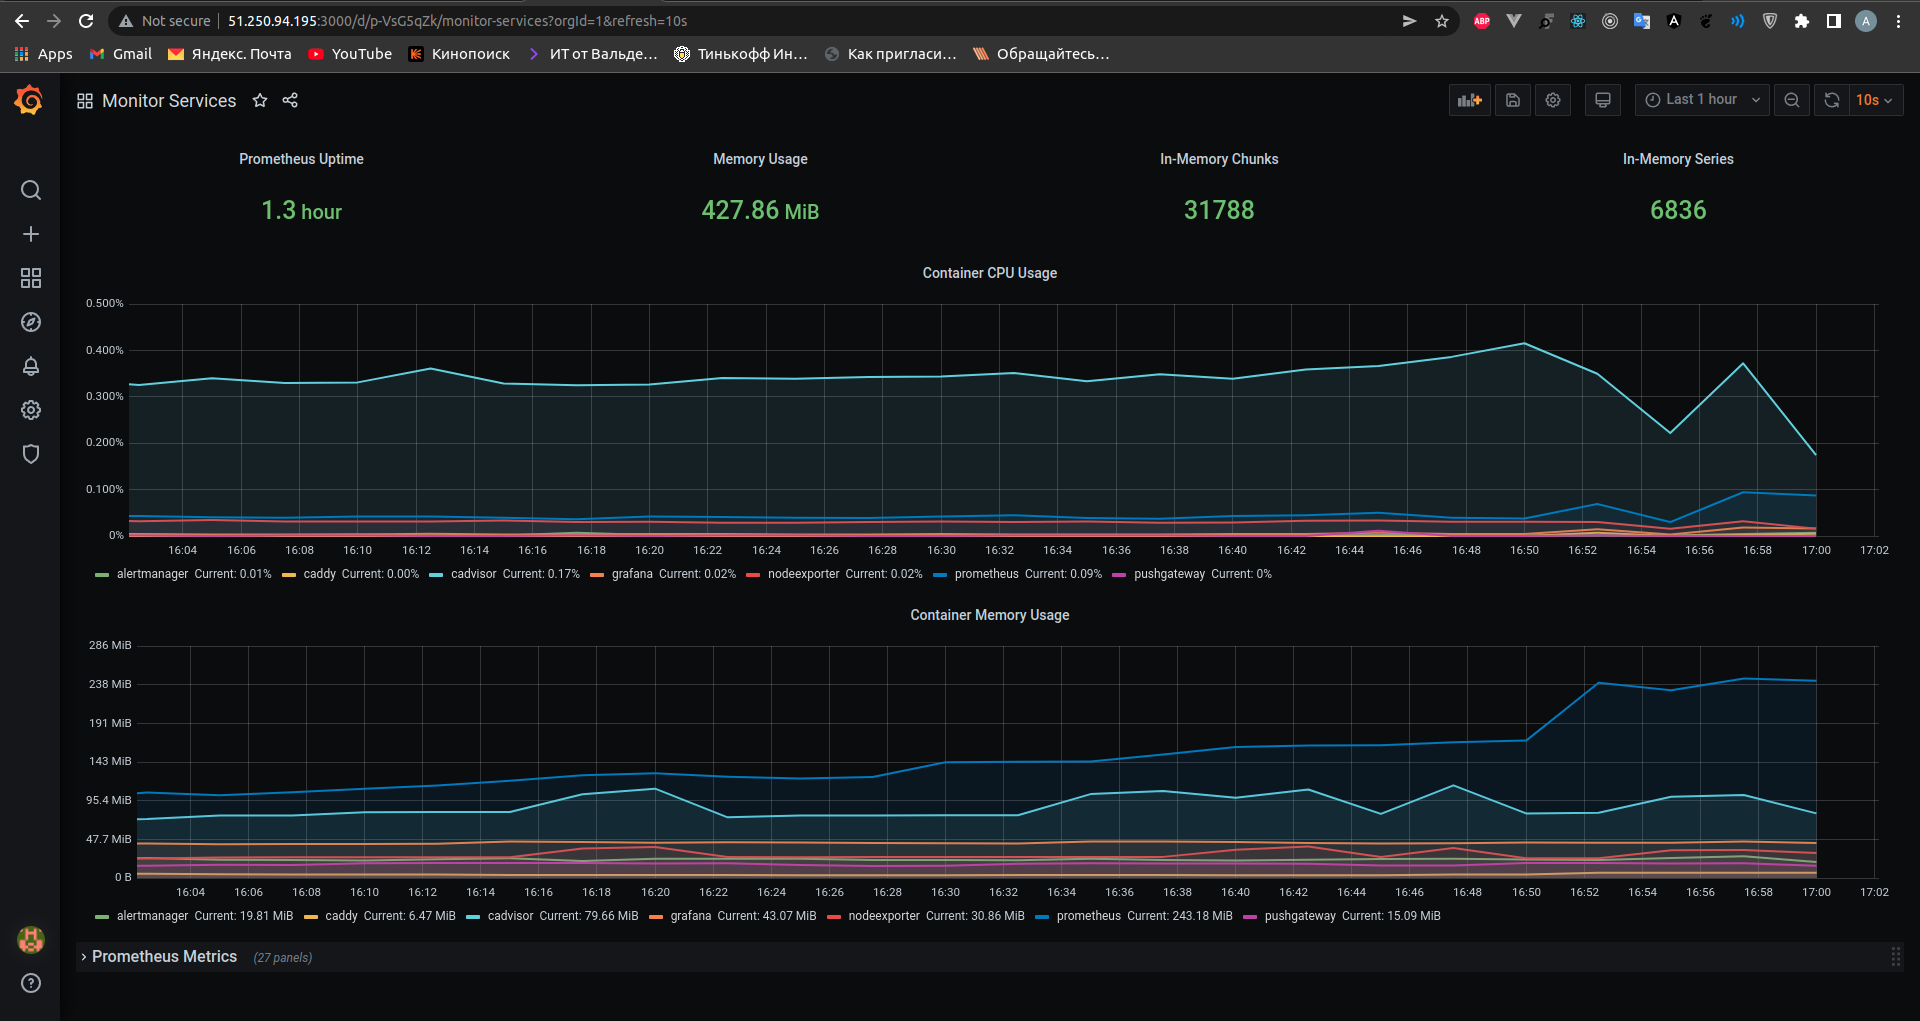 Not secure 51.250.94.195:3000/d/p-VsG5qZk/monitor-services?orgId=1&refresh=10s ABP A
Apps Gmail Яндекс.Почта YouTube Кинопоиск ИТ от Вальде... Тинькофф Ин... Как пригласи... Обращайтесь...
Monitor Services Last 1 hour 10s
Prometheus Uptime Memory Usage In-Memory Chunks In-Memory Series
1.3 hour 427.86 MiB 31788 6836
Container CPU Usage
0.500%
0.400%
0.300%
0.200%
0.100%
0%
16:04 16:06 16:08 16:10 16:12 16:14 16:16 16:18 16:20 16:22 16:24 16:26 16:28 16:30 16:32 16:34 16:36 16:38 16:40 16:42 16:44 16:46 16:48 16:50 16:52 16:54 16:56 16:58 17:00 17:02
alertmanager Current: 0.01% caddy Current: 0.00% cadvisor Current: 0.17% grafana Current: 0.02% nodeexporter Current: 0.02% prometheus Current: 0.09% pushgateway Current: 0%
Container Memory Usage
286 MiB
238 MiB
191 MiB
143 MiB
95.4 MiB
47.7 MiB
0 B
16:04 16:06 16:08 16:10 16:12 16:14 16:16 16:18 16:20 16:22 16:24 16:26 16:28 16:30 16:32 16:34 16:36 16:38 16:40 16:42 16:44 16:46 16:48 16:50 16:52 16:54 16:56 16:58 17:00 17:02
alertmanager Current: 19.81 MiB caddy Current: 6.47 MiB cadvisor Current: 79.66 MiB grafana Current: 43.07 MiB nodeexporter Current: 30.86 MiB prometheus Current: 243.18 MiB pushgateway Current: 15.09 MiB
Prometheus Metrics (27 panels)